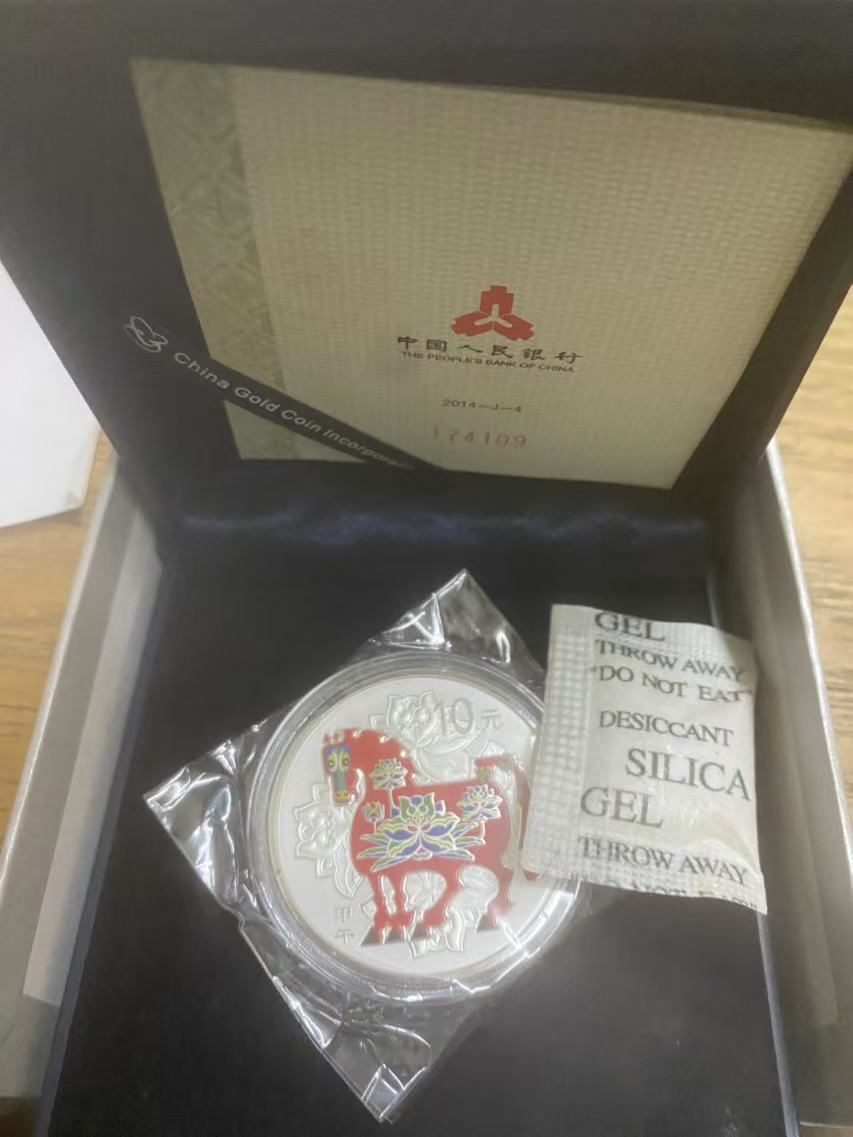 中国人民银行
THE PEOPLE'S BANK OF CHINA
2014—J—4
174109
China Gold Coin Incorpora
10元
甲
午
GEL
THROW AWAY
"DO NOT EAT"
DESICCANT
SILICA
GEL
THROW AWAY